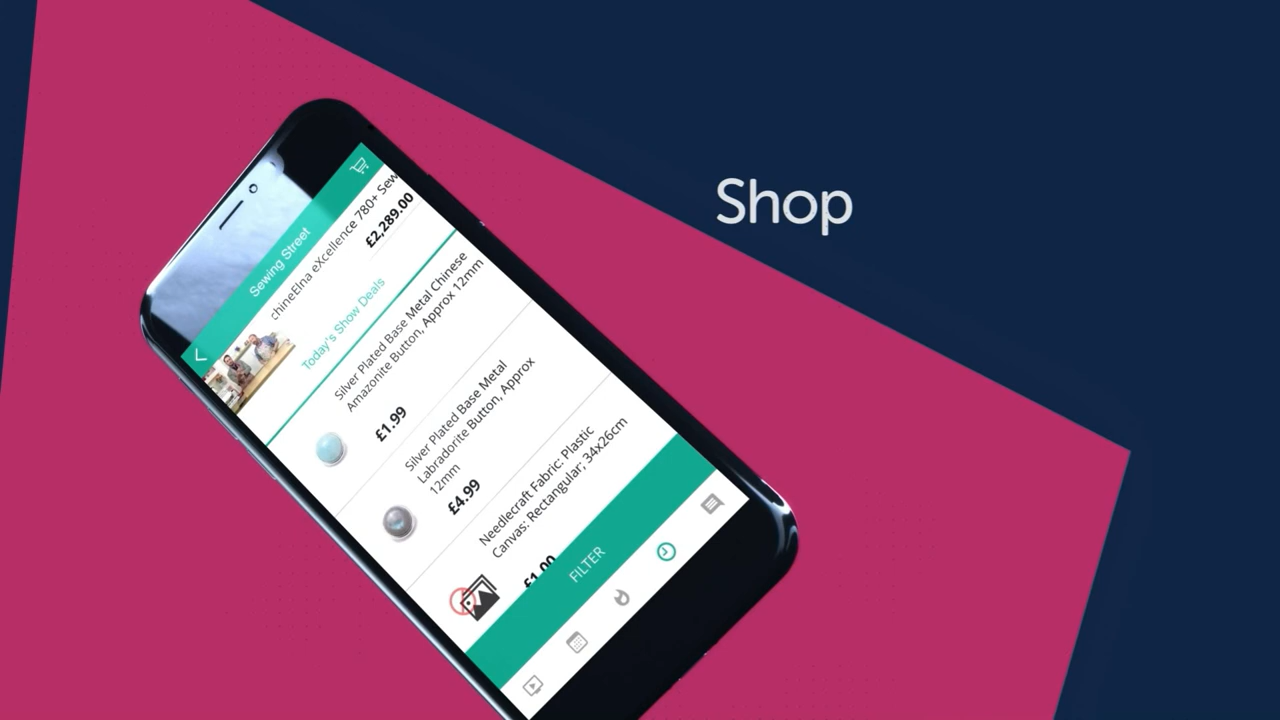 Shop
Sewing Street
chineElna eXcellence 780+ Sew
£2,289.00
Today's Show Deals
Silver Plated Base Metal Chinese
Amazonite Button, Approx 12mm
£1.99
Silver Plated Base Metal
Labradorite Button, Approx
12mm
£4.99
Needlecraft Fabric: Plastic
Canvas: Rectangular; 34x26cm
£1.00
FILTER